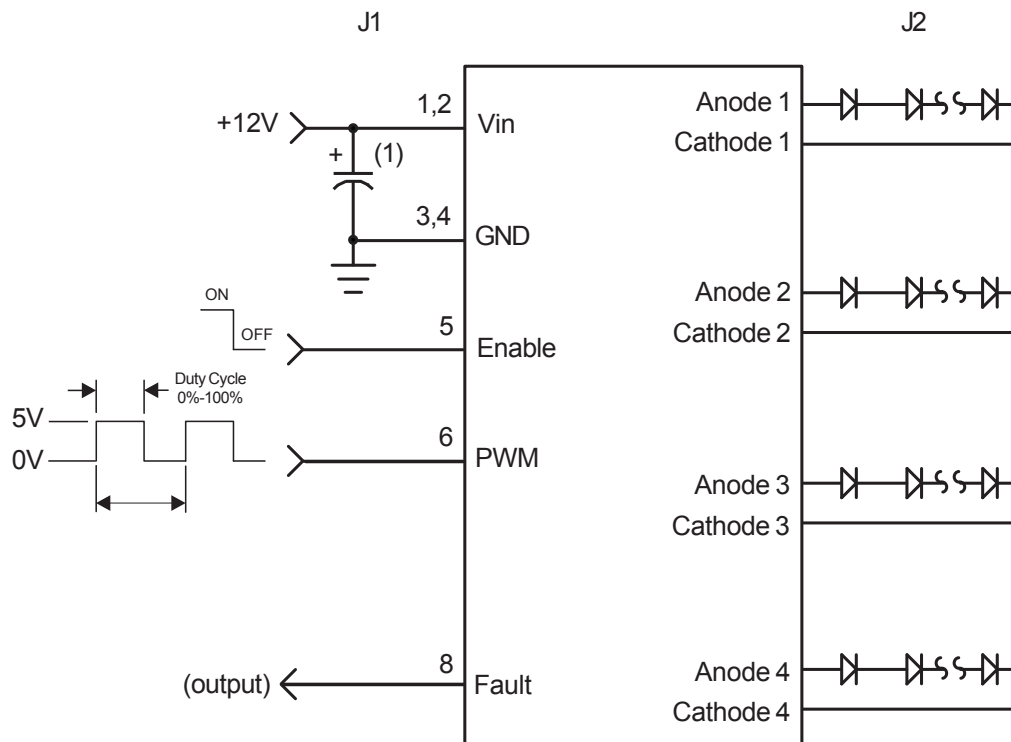 J1
J2
+12V
1,2
Vin
+
(1)
3,4
GND
ON
OFF
5
Enable
Duty Cycle
0%-100%
5V
0V
6
PWM
(output)
8
Fault
Anode 1
Cathode 1
Anode 2
Cathode 2
Anode 3
Cathode 3
Anode 4
Cathode 4